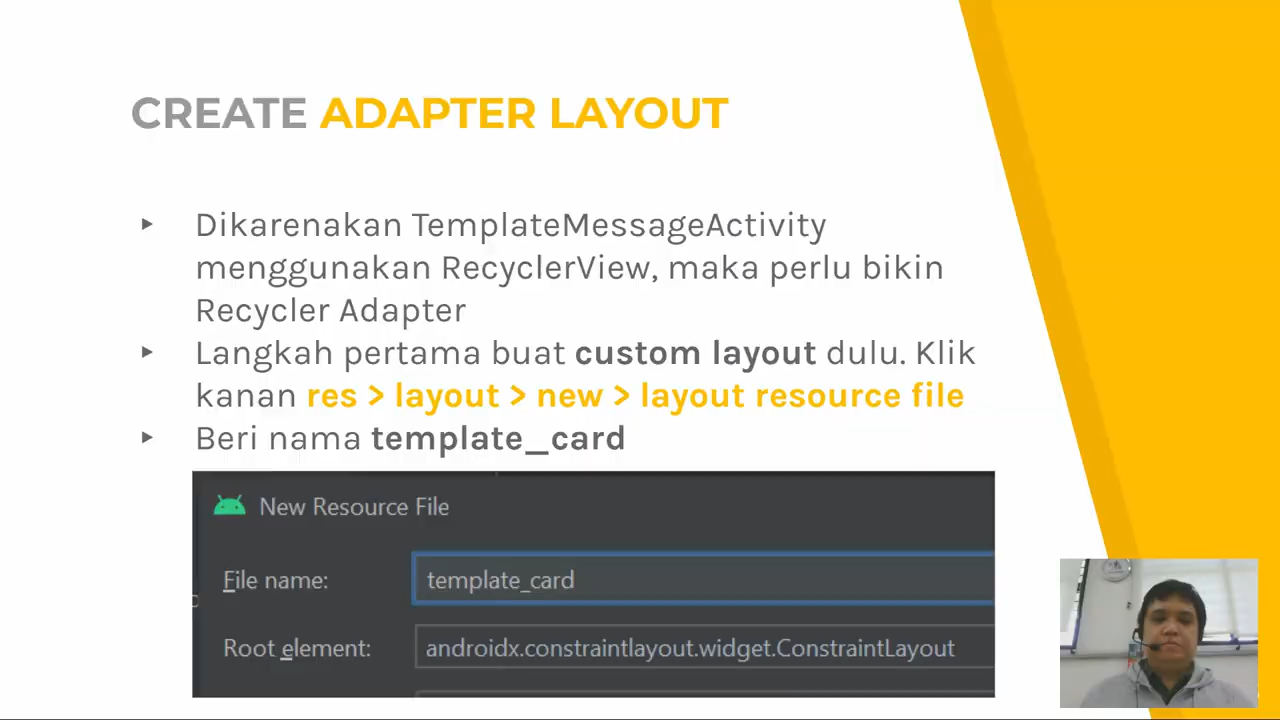 CREATE ADAPTER LAYOUT
▸ Dikarenakan TemplateMessageActivity
menggunakan RecyclerView, maka perlu bikin
Recycler Adapter
▸ Langkah pertama buat custom layout dulu. Klik
kanan res > layout > new > layout resource file
▸ Beri nama template_card
New Resource File
File name: template_card
Root element: androidx.constraintlayout.widget.ConstraintLayout